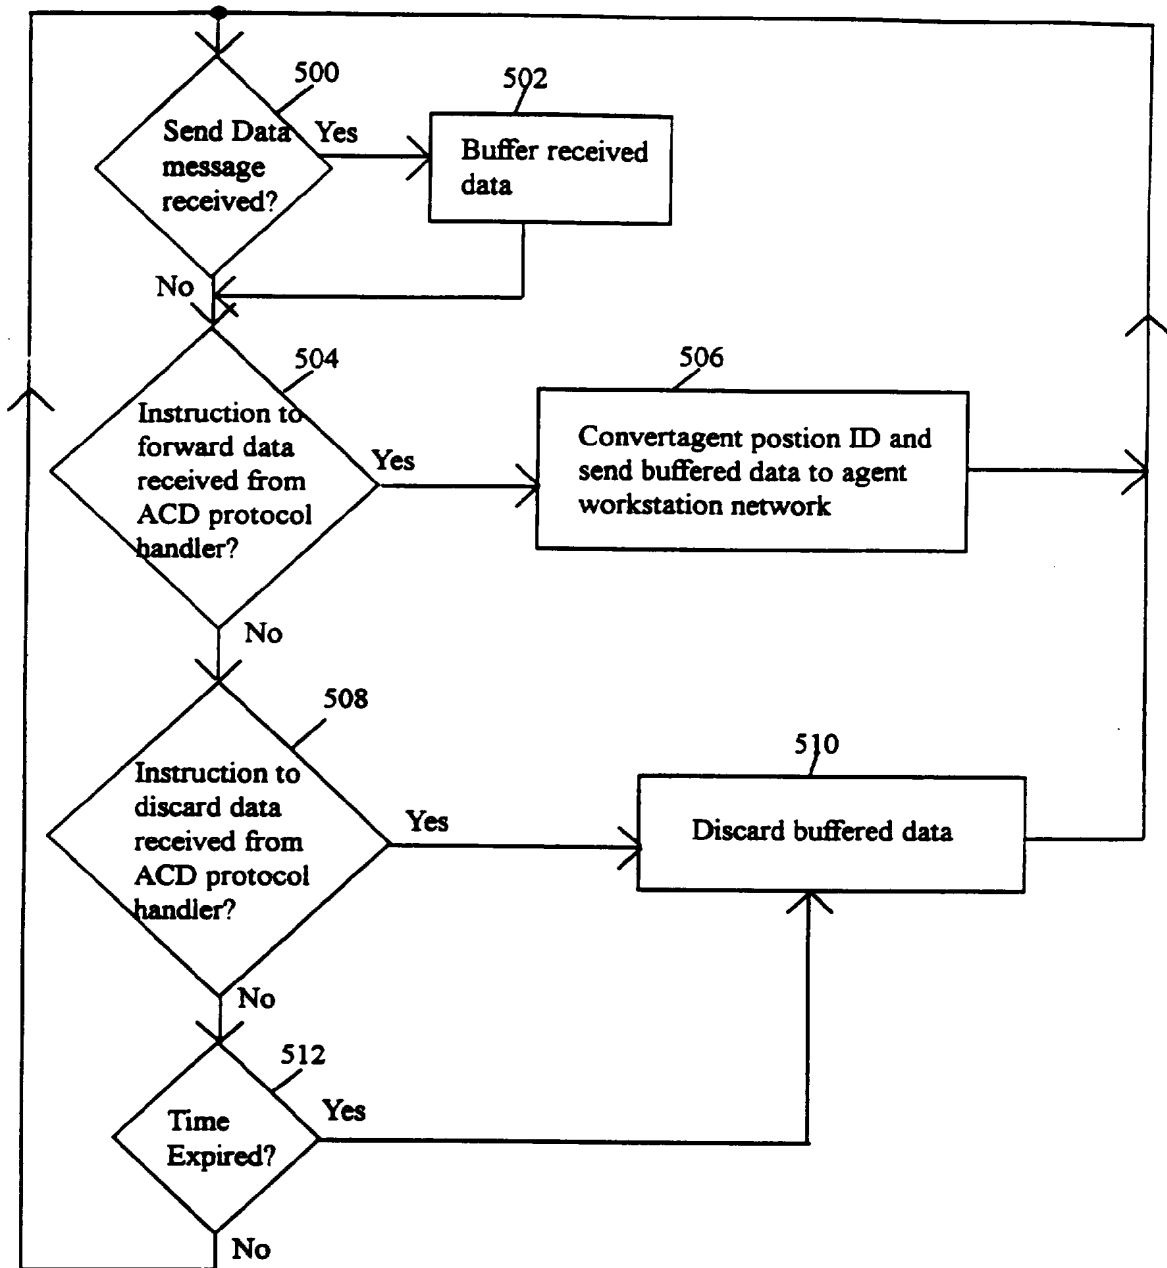 500
Send Data
message
received?
Yes
502
Buffer received
data
No
504
Instruction to
forward data
received from
ACD protocol
handler?
Yes
506
Convertagent postion ID and
send buffered data to agent
workstation network
No
508
Instruction to
discard data
received from
ACD protocol
handler?
Yes
510
Discard buffered data
No
512
Time
Expired?
Yes
No